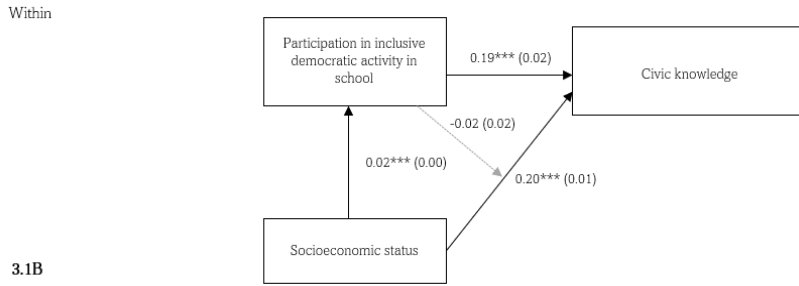 Within
Participation in inclusive
democratic activity in
school
0.19*** (0.02)
Civic knowledge
-0.02 (0.02)
0.02*** (0.00)
0.20*** (0.01)
Socioeconomic status
3.1B